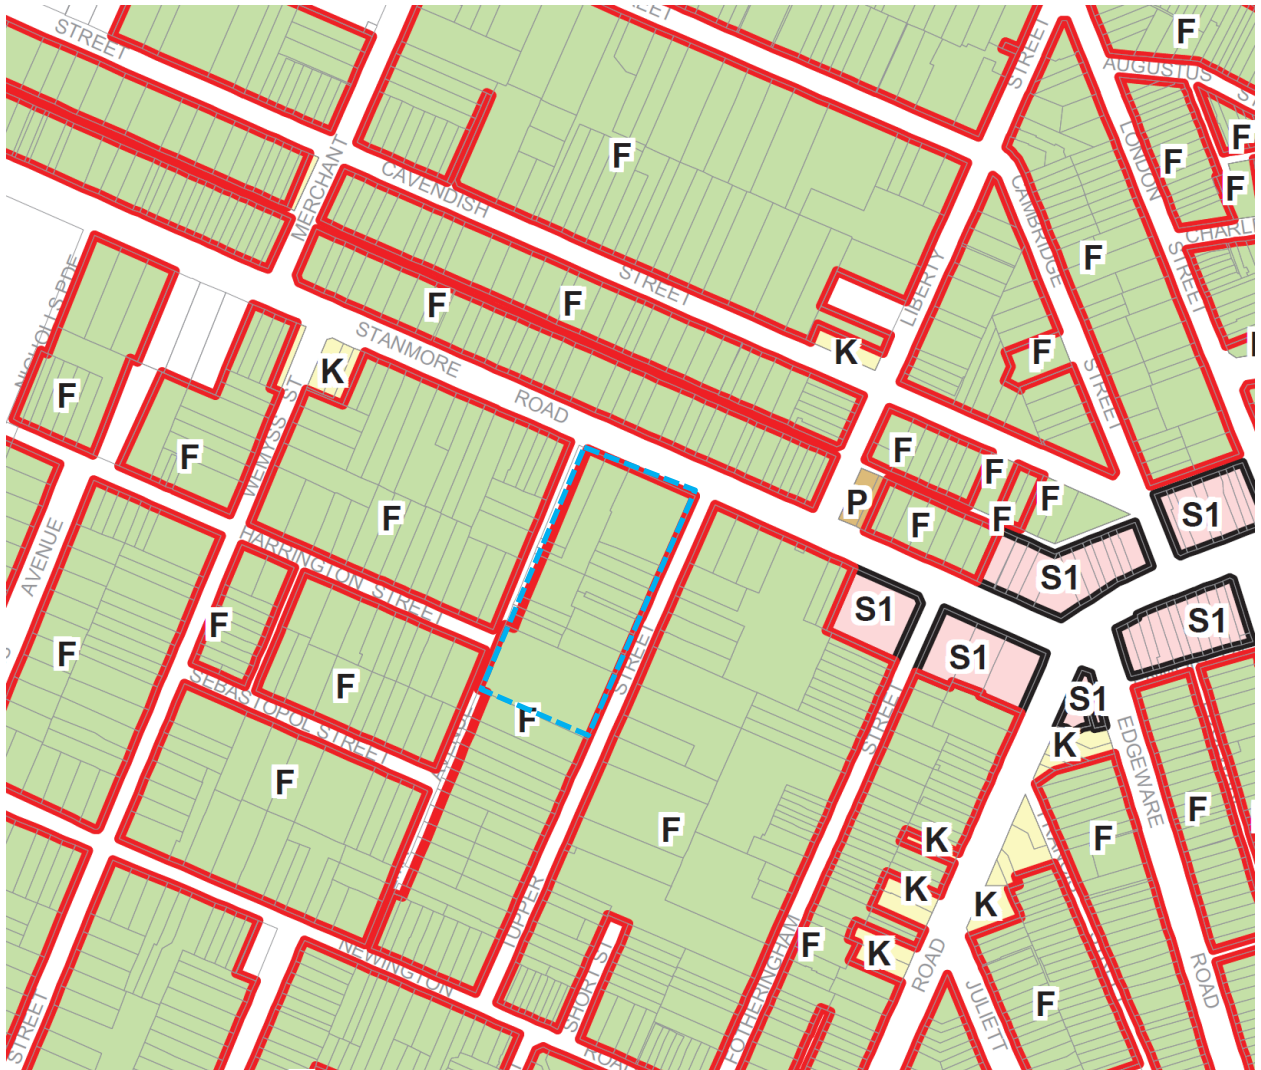 STREET
F
STREET
AUGUSTUS
F
MERCHANT
CAVENDISH
STREET
F
LONDON
F
F
F
CAMBRIDGE
STREET
F
NICHOLLS PDE
STANMORE
ROAD
F
F
LIBERTY
K
F
STREET
K
F
F
WEMYSS ST
F
F
F
F
F
P
F
S1
AVENUE
HARRINGTON STREET
S1
S1
S1
F
F
F
SEBASTOPOL STREET
STREET
S1
S1
F
STREET
K
EDGEWARE
F
F
K
F
F
K
K
TUPPER
FOTHERINGHAM
F
K
NEWINGTON
SHORT ST
ROAD
JULIETT
F
ROAD
STREET